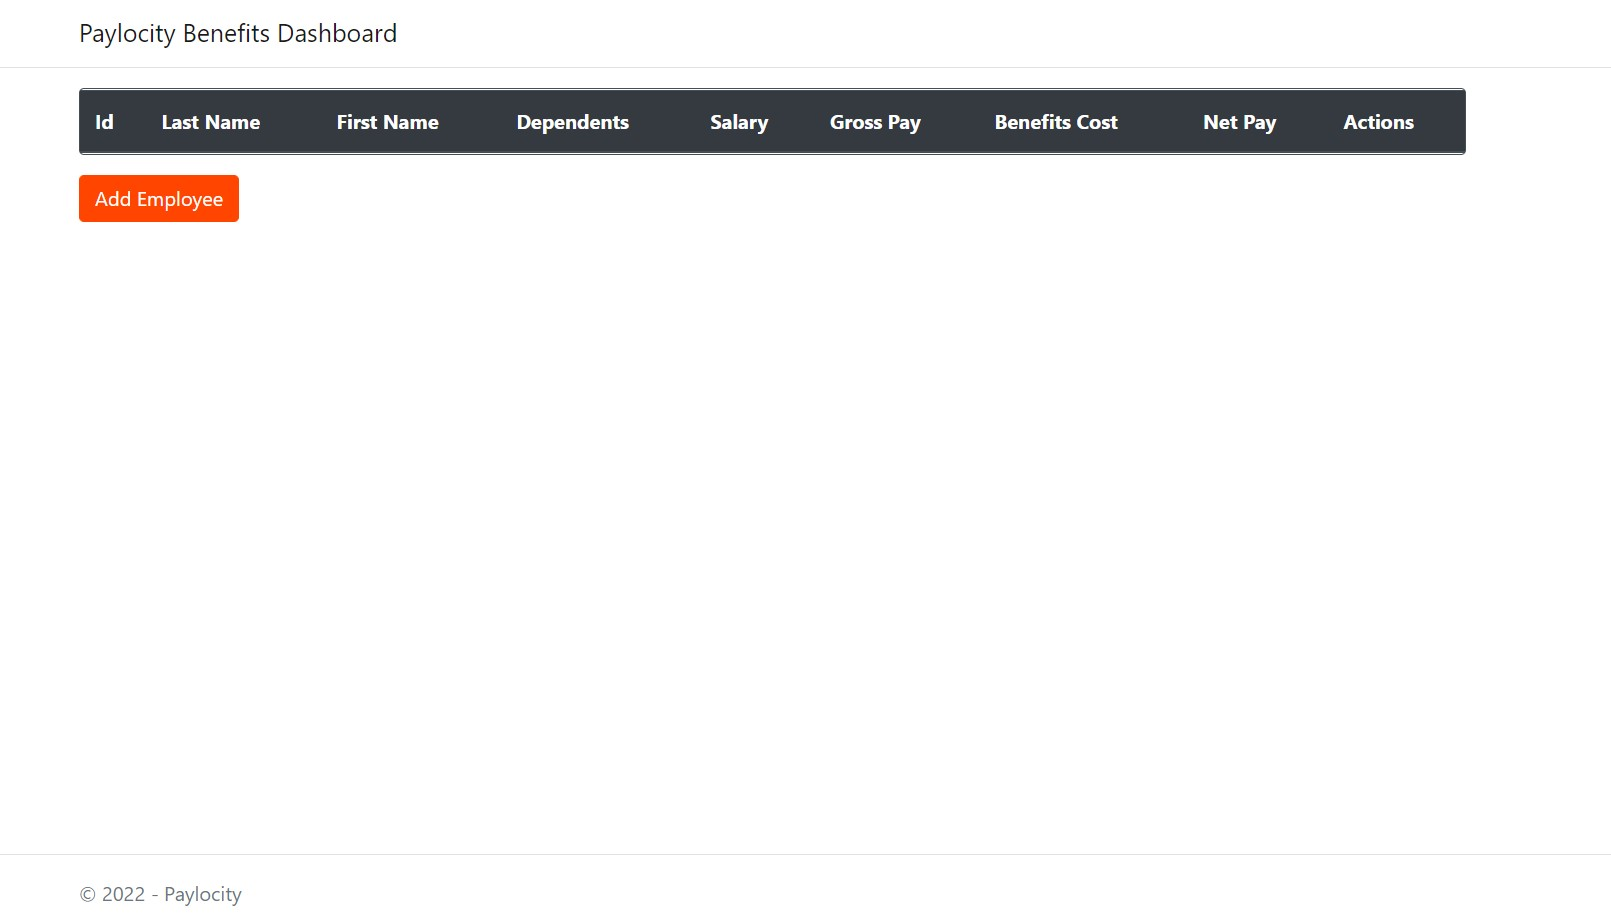 Paylocity Benefits Dashboard
Id Last Name First Name Dependents Salary Gross Pay Benefits Cost Net Pay Actions
Add Employee
© 2022 - Paylocity